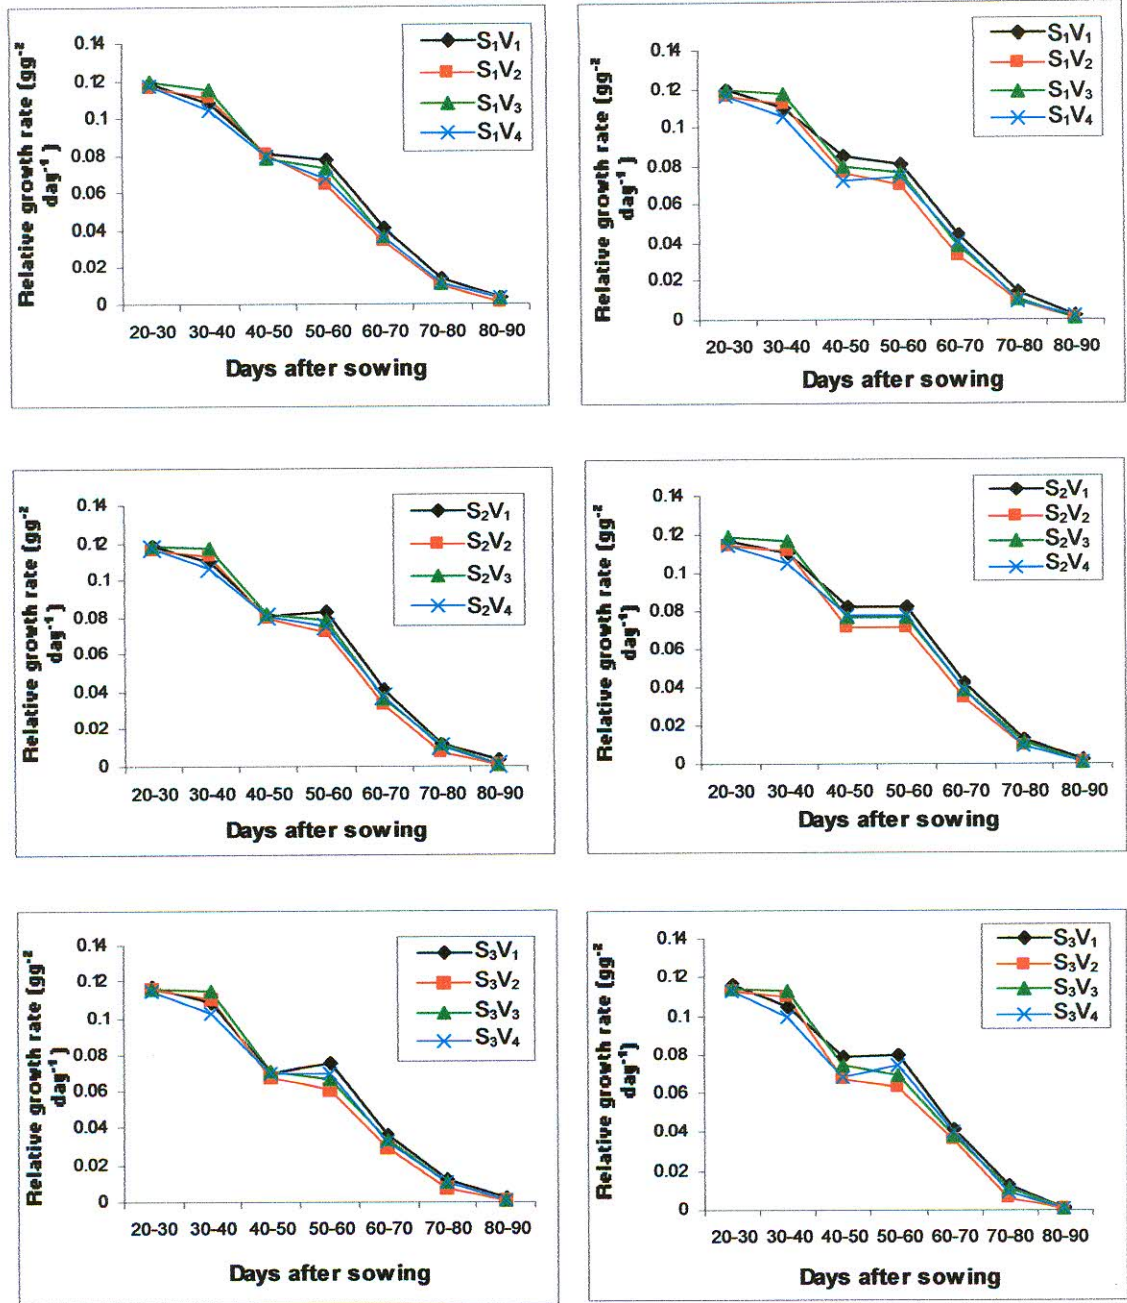 Relative growth rate (gg⁻²
day⁻¹)
0.14
0.12
0.1
0.08
0.06
0.04
0.02
0
S₁V₁
S₁V₂
S₁V₃
S₁V₄
20-30 30-40 40-50 50-60 60-70 70-80 80-90
Days after sowing
Relative growth rate (gg⁻²
day⁻¹)
0.14
0.12
0.1
0.08
0.06
0.04
0.02
0
S₁V₁
S₁V₂
S₁V₃
S₁V₄
20-30 30-40 40-50 50-60 60-70 70-80 80-90
Days after sowing
Relative growth rate (gg⁻²
day⁻¹)
0.14
0.12
0.1
0.08
0.06
0.04
0.02
0
S₂V₁
S₂V₂
S₂V₃
S₂V₄
20-30 30-40 40-50 50-60 60-70 70-80 80-90
Days after sowing
Relative growth rate (gg⁻²
day⁻¹)
0.14
0.12
0.1
0.08
0.06
0.04
0.02
0
S₂V₁
S₂V₂
S₂V₃
S₂V₄
20-30 30-40 40-50 50-60 60-70 70-80 80-90
Days after sowing
Relative growth rate (gg⁻²
day⁻¹)
0.14
0.12
0.1
0.08
0.06
0.04
0.02
0
S₃V₁
S₃V₂
S₃V₃
S₃V₄
20-30 30-40 40-50 50-60 60-70 70-80 80-90
Days after sowing
Relative growth rate (gg⁻²
day⁻¹)
0.14
0.12
0.1
0.08
0.06
0.04
0.02
0
S₃V₁
S₃V₂
S₃V₃
S₃V₄
20-30 30-40 40-50 50-60 60-70 70-80 80-90
Days after sowing